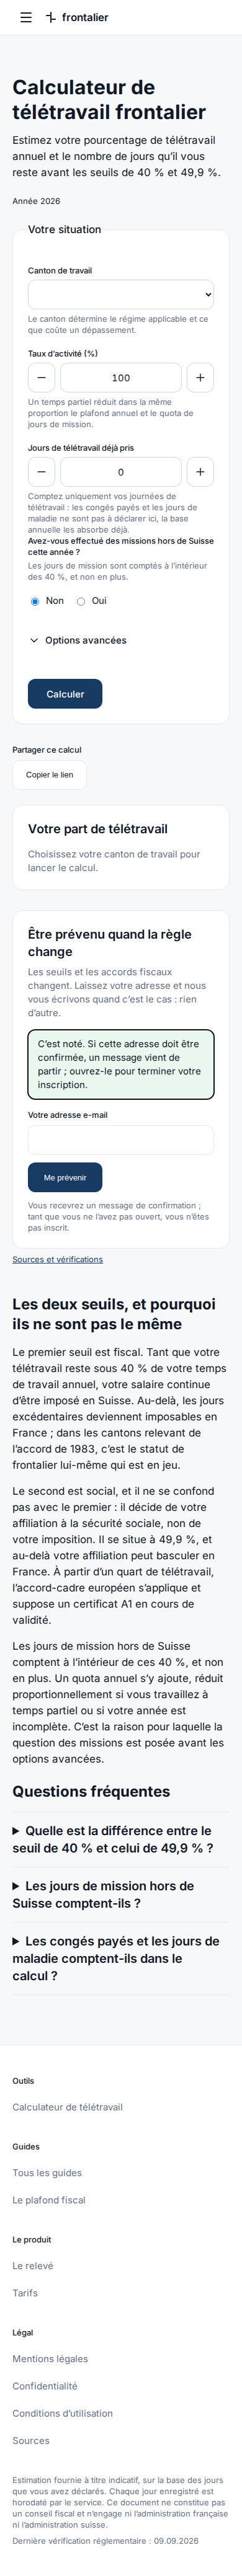 frontalier
Calculateur de
télétravail frontalier
Estimez votre pourcentage de télétravail
annuel et le nombre de jours qu’il vous
reste avant les seuils de 40 % et 49,9 %.
Année 2026
Votre situation
Canton de travail
Le canton détermine le régime applicable et ce
que coûte un dépassement.
Taux d’activité (%)
100
Un temps partiel réduit dans la même
proportion le plafond annuel et le quota de
jours de mission.
Jours de télétravail déjà pris
0
Comptez uniquement vos journées de
télétravail : les congés payés et les jours de
maladie ne sont pas à déclarer ici, la base
annuelle les absorbe déjà.
Avez-vous effectué des missions hors de Suisse
cette année ?
Les jours de mission sont comptés à l’intérieur
des 40 %, et non en plus.
Non Oui
Options avancées
Calculer
Partager ce calcul
Copier le lien
Votre part de télétravail
Choisissez votre canton de travail pour
lancer le calcul.
Être prévenu quand la règle
change
Les seuils et les accords fiscaux
changent. Laissez votre adresse et nous
vous écrivons quand c’est le cas : rien
d’autre.
C’est noté. Si cette adresse doit être
confirmée, un message vient de
partir ; ouvrez-le pour terminer votre
inscription.
Votre adresse e-mail
Me prévenir
Vous recevrez un message de confirmation ;
tant que vous ne l’avez pas ouvert, vous n’êtes
pas inscrit.
Sources et vérifications
Les deux seuils, et pourquoi
ils ne sont pas le même
Le premier seuil est fiscal. Tant que votre
télétravail reste sous 40 % de votre temps
de travail annuel, votre salaire continue
d’être imposé en Suisse. Au-delà, les jours
excédentaires deviennent imposables en
France ; dans les cantons relevant de
l’accord de 1983, c’est le statut de
frontalier lui-même qui est en jeu.
Le second est social, et il ne se confond
pas avec le premier : il décide de votre
affiliation à la sécurité sociale, non de
votre imposition. Il se situe à 49,9 %, et
au-delà votre affiliation peut basculer en
France. À partir d’un quart de télétravail,
l’accord-cadre européen s’applique et
suppose un certificat A1 en cours de
validité.
Les jours de mission hors de Suisse
comptent à l’intérieur de ces 40 %, et non
en plus. Un quota annuel s’y ajoute, réduit
proportionnellement si vous travaillez à
temps partiel ou si votre année est
incomplète. C’est la raison pour laquelle la
question des missions est posée avant les
options avancées.
Questions fréquentes
Quelle est la différence entre le
seuil de 40 % et celui de 49,9 % ?
Les jours de mission hors de
Suisse comptent-ils ?
Les congés payés et les jours de
maladie comptent-ils dans le
calcul ?
Outils
Calculateur de télétravail
Guides
Tous les guides
Le plafond fiscal
Le produit
Le relevé
Tarifs
Légal
Mentions légales
Confidentialité
Conditions d’utilisation
Sources
Estimation fournie à titre indicatif, sur la base des jours
que vous avez déclarés. Chaque jour enregistré est
horodaté par le service. Ce document ne constitue pas
un conseil fiscal et n’engage ni l’administration française
ni l’administration suisse.
Dernière vérification réglementaire : 09.09.2026